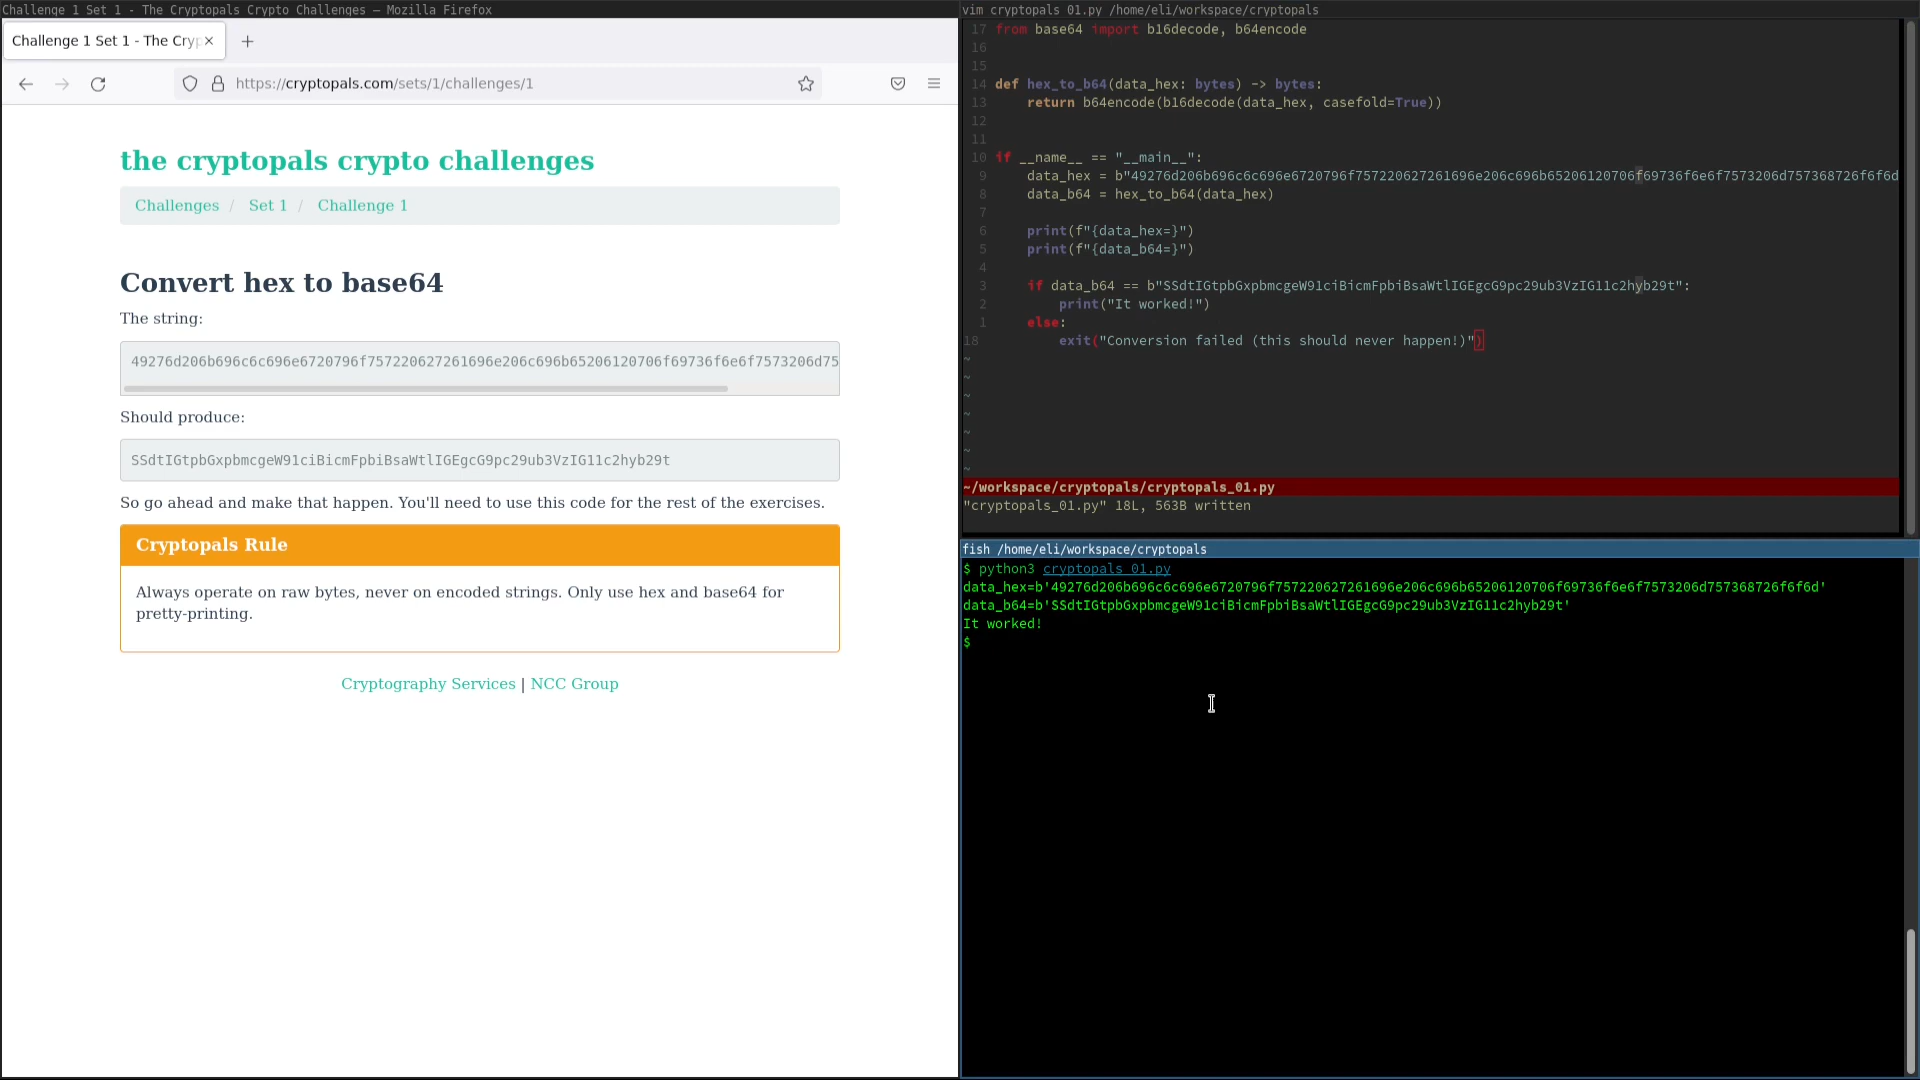 Challenge 1 Set 1 - The Cryptopals Crypto Challenges — Mozilla Firefox
Challenge 1 Set 1 - The Cryp
https://cryptopals.com/sets/1/challenges/1
the cryptopals crypto challenges
Challenges / Set 1 / Challenge 1
Convert hex to base64
The string:
49276d206b696c6c696e6720796f757220627261696e206c696b65206120706f69736f6e6f7573206d75
Should produce:
SSdtIGtpbGxpbmcgeW91ciBicmFpbiBsaWtlIGEgcG9pc29ub3VzIG11c2hyb29t
So go ahead and make that happen. You'll need to use this code for the rest of the exercises.
Cryptopals Rule
Always operate on raw bytes, never on encoded strings. Only use hex and base64 for
pretty-printing.
Cryptography Services | NCC Group
vim cryptopals_01.py /home/eli/workspace/cryptopals
17 from base64 import b16decode, b64encode
16
15
14 def hex_to_b64(data_hex: bytes) -> bytes:
13     return b64encode(b16decode(data_hex, casefold=True))
12
11
10 if __name__ == "__main__":
9     data_hex = b"49276d206b696c6c696e6720796f757220627261696e206c696b65206120706f69736f6e6f7573206d757368726f6f6d
8     data_b64 = hex_to_b64(data_hex)
7
6     print(f"{data_hex=}")
5     print(f"{data_b64=}")
4
3     if data_b64 == b"SSdtIGtpbGxpbmcgeW91ciBicmFpbiBsaWtlIGEgcG9pc29ub3VzIG11c2hyb29t":
2         print("It worked!")
1     else:
18         exit("Conversion failed (this should never happen!)")
~
~
~
~
~
~
~
~/workspace/cryptopals/cryptopals_01.py
"cryptopals_01.py" 18L, 563B written
fish /home/eli/workspace/cryptopals
$ python3 cryptopals_01.py
data_hex=b'49276d206b696c6c696e6720796f757220627261696e206c696b65206120706f69736f6e6f7573206d757368726f6f6d'
data_b64=b'SSdtIGtpbGxpbmcgeW91ciBicmFpbiBsaWtlIGEgcG9pc29ub3VzIG11c2hyb29t'
It worked!
$